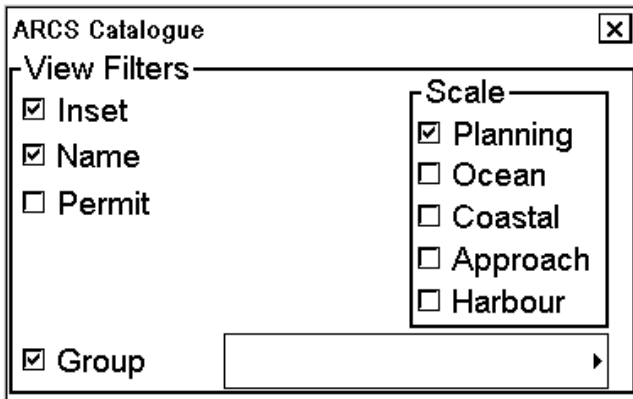 ARCS Catalogue
View Filters
Inset
Name
Permit
Scale
Planning
Ocean
Coastal
Approach
Harbour
Group